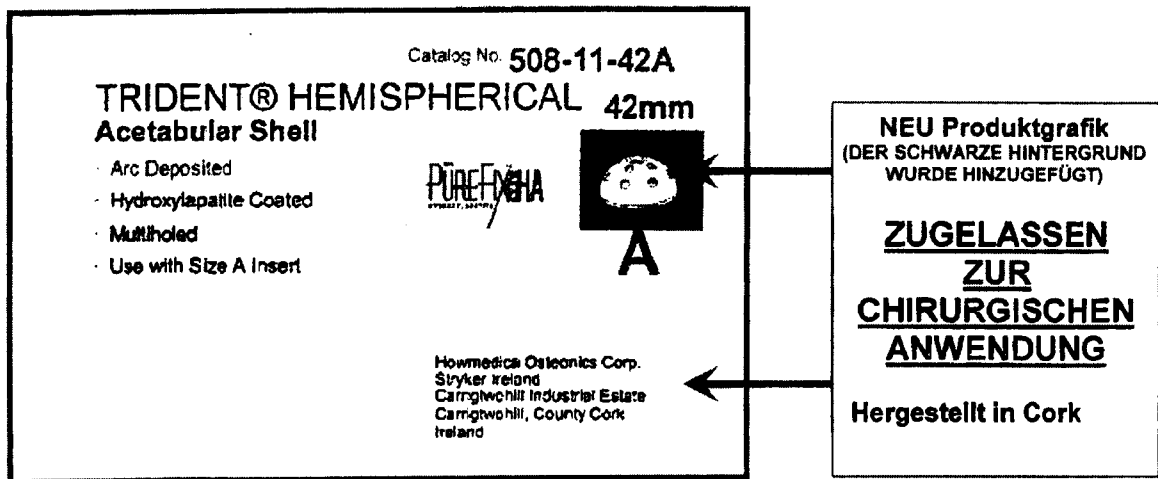 Catalog No. 508-11-42A
TRIDENT® HEMISPHERICAL 42mm
Acetabular Shell
· Arc Deposited
· Hydroxylapatite Coated
· Multiholed
· Use with Size A Insert
PUREFIX HA
A
Howmedica Osteonics Corp.
Stryker Ireland
Carrigtwohill Industrial Estate
Carrigtwohill, County Cork
Ireland
NEU Produktgrafik
(DER SCHWARZE HINTERGRUND
WURDE HINZUGEFÜGT)
ZUGELASSEN
ZUR
CHIRURGISCHEN
ANWENDUNG
Hergestellt in Cork